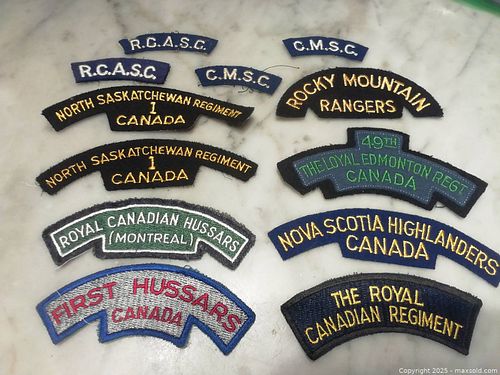 R.C.A.S.C.
C.M.S.C.
R.C.A.S.C.
C.M.S.C.
NORTH SASKATCHEWAN REGIMENT
1
CANADA
ROCKY MOUNTAIN
RANGERS
NORTH SASKATCHEWAN REGIMENT
1
CANADA
49TH
THE LOYAL EDMONTON REGT
CANADA
ROYAL CANADIAN HUSSARS
(MONTREAL)
NOVA SCOTIA HIGHLANDERS
CANADA
FIRST HUSSARS
CANADA
THE ROYAL
CANADIAN REGIMENT
Copyright 2025 - maxsold.com